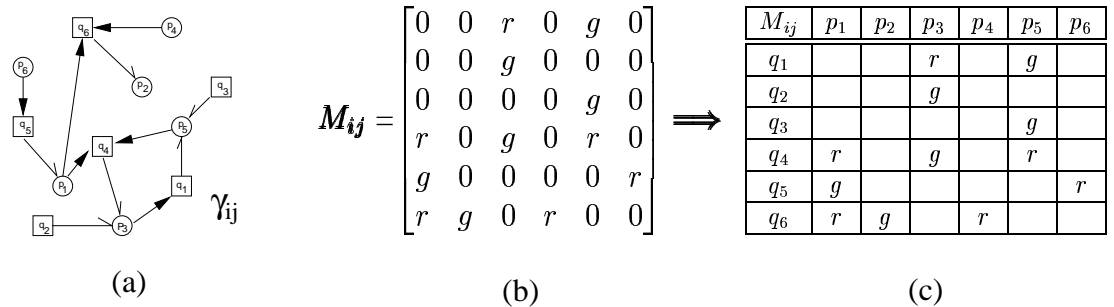 q6
p4
p6
p2
q3
q5
p5
q4
p1
q1
q2
p3
γij
(a)
Mij =
0 0 r 0 g 0
0 0 g 0 0 0
0 0 0 0 g 0
r 0 g 0 r 0
g 0 0 0 0 r
r g 0 r 0 0
⟹
(b)
Mij p1 p2 p3 p4 p5 p6
q1 r g
q2 g
q3 g
q4 r g r
q5 g r
q6 r g r
(c)